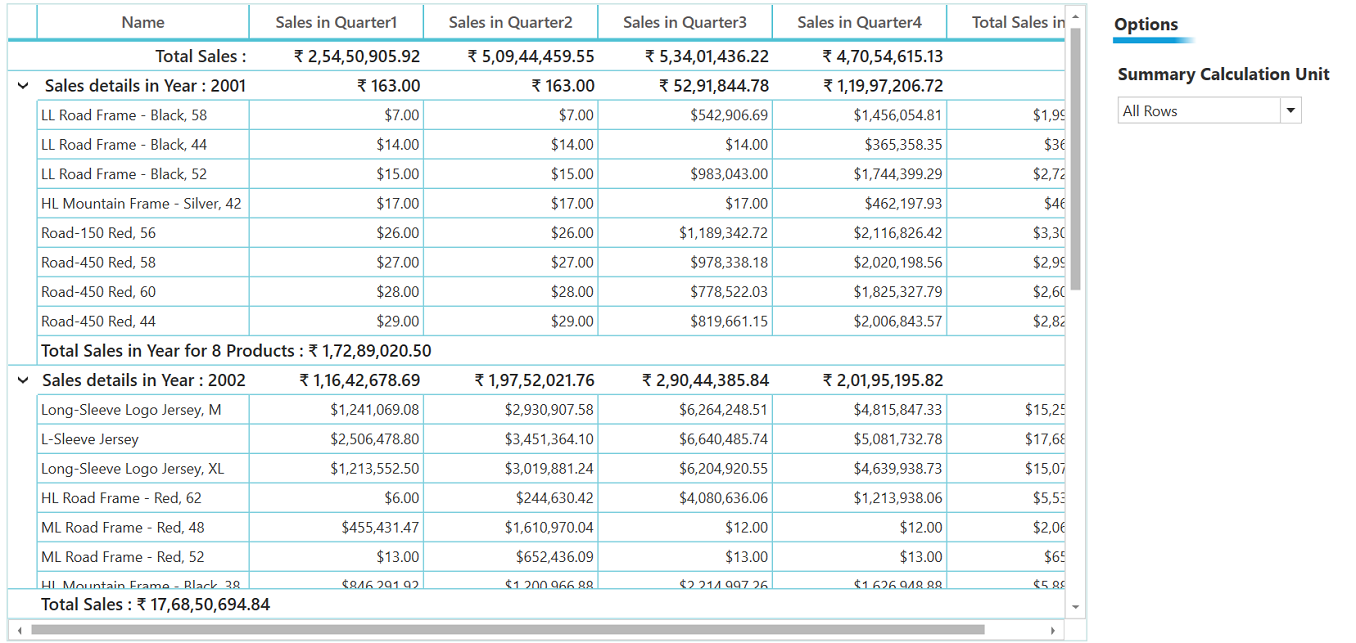 Name Sales in Quarter1 Sales in Quarter2 Sales in Quarter3 Sales in Quarter4 Total Sales in
Total Sales : ₹ 2,54,50,905.92 ₹ 5,09,44,459.55 ₹ 5,34,01,436.22 ₹ 4,70,54,615.13
Sales details in Year : 2001 ₹ 163.00 ₹ 163.00 ₹ 52,91,844.78 ₹ 1,19,97,206.72
LL Road Frame - Black, 58 $7.00 $7.00 $542,906.69 $1,456,054.81 $1,99
LL Road Frame - Black, 44 $14.00 $14.00 $14.00 $365,358.35 $36
LL Road Frame - Black, 52 $15.00 $15.00 $983,043.00 $1,744,399.29 $2,72
HL Mountain Frame - Silver, 42 $17.00 $17.00 $17.00 $462,197.93 $46
Road-150 Red, 56 $26.00 $26.00 $1,189,342.72 $2,116,826.42 $3,30
Road-450 Red, 58 $27.00 $27.00 $978,338.18 $2,020,198.56 $2,99
Road-450 Red, 60 $28.00 $28.00 $778,522.03 $1,825,327.79 $2,60
Road-450 Red, 44 $29.00 $29.00 $819,661.15 $2,006,843.57 $2,82
Total Sales in Year for 8 Products : ₹ 1,72,89,020.50
Sales details in Year : 2002 ₹ 1,16,42,678.69 ₹ 1,97,52,021.76 ₹ 2,90,44,385.84 ₹ 2,01,95,195.82
Long-Sleeve Logo Jersey, M $1,241,069.08 $2,930,907.58 $6,264,248.51 $4,815,847.33 $15,25
L-Sleeve Jersey $2,506,478.80 $3,451,364.10 $6,640,485.74 $5,081,732.78 $17,68
Long-Sleeve Logo Jersey, XL $1,213,552.50 $3,019,881.24 $6,204,920.55 $4,639,938.73 $15,07
HL Road Frame - Red, 62 $6.00 $244,630.42 $4,080,636.06 $1,213,938.06 $5,53
ML Road Frame - Red, 48 $455,431.47 $1,610,970.04 $12.00 $12.00 $2,06
ML Road Frame - Red, 52 $13.00 $652,436.09 $13.00 $13.00 $65
HL Mountain Frame - Black, 38 $846,291.92 $1,200,966.88 $2,214,997.26 $1,626,948.88 $5,88
Total Sales : ₹ 17,68,50,694.84
Options
Summary Calculation Unit
All Rows